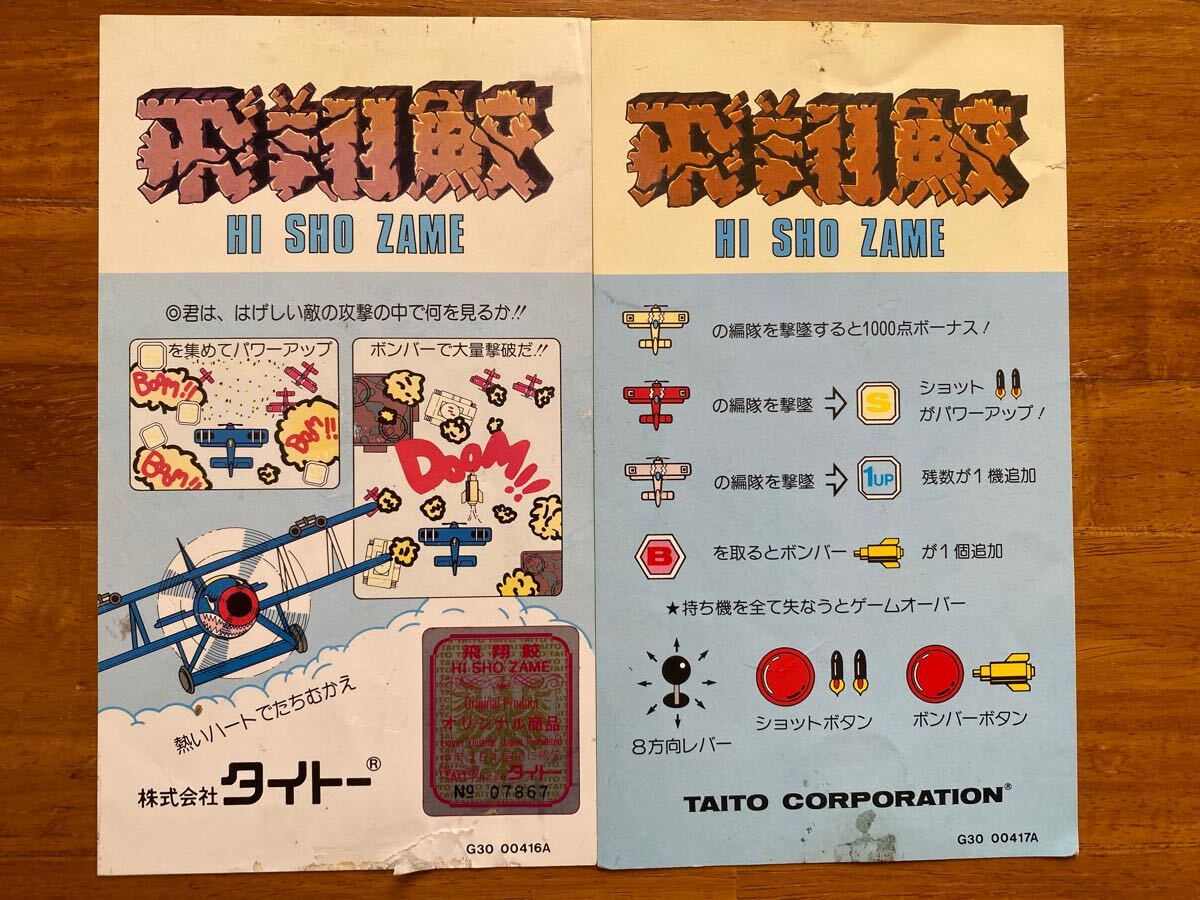 飛翔鮫
HI SHO ZAME
◎君は、はげしい敵の攻撃の中で何を見るか!!
を集めてパワーアップ
BOOM!!
BOOM!!
BOOM!!
ボンバーで大量撃破だ!!
DOOM!!!
熱いハートでたちむかえ
株式会社 タイトー®
飛翔鮫
HI SHO ZAME
Original Product
オリジナル商品
タイトー
№ 07867
G30 00416A
飛翔鮫
HI SHO ZAME
の編隊を撃墜すると1000点ボーナス!
の編隊を撃墜 ⇨ S ショット
がパワーアップ!
の編隊を撃墜 ⇨ 1UP 残数が1機追加
B を取るとボンバー が1個追加
★持ち機を全て失なうとゲームオーバー
8方向レバー
ショットボタン
ボンバーボタン
TAITO CORPORATION®
G30 00417A